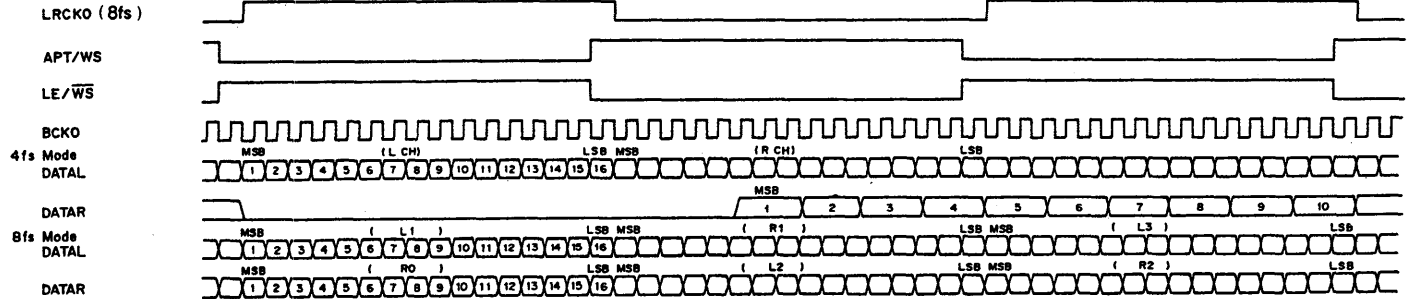 LRCKO (8fs)
APT/WS
LE/WS
BCKO
4fs Mode MSB (L CH) LSB MSB (R CH) LSB
DATAL 1 2 3 4 5 6 7 8 9 10 11 12 13 14 15 16
MSB
DATAR 1 2 3 4 5 6 7 8 9 10
8fs Mode MSB ( L1 ) LSB MSB ( R1 ) LSB MSB ( L3 ) LSB
DATAL 1 2 3 4 5 6 7 8 9 10 11 12 13 14 15 16
MSB ( R0 ) LSB MSB ( L2 ) LSB MSB ( R2 ) LSB
DATAR 1 2 3 4 5 6 7 8 9 10 11 12 13 14 15 16